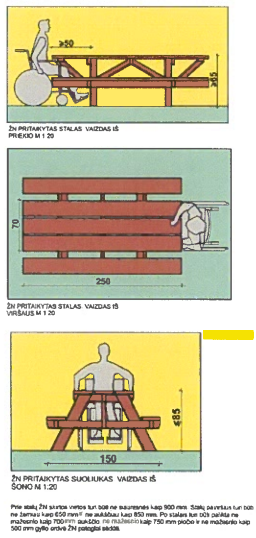 ≥50
≥65
ŽN PRITAIKYTAS STALAS VAIZDAS IŠ
PRIEKIO M 1 20
70
250
ŽN PRITAIKYTAS STALAS VAIZDAS IŠ
VIRŠAUS M 1 20
≤85
150
ŽN PRITAIKYTAS SUOLIUKAS VAIZDAS IŠ
ŠONO M 1:20
Prie stalų ŽN skirtos vietos turi būti ne siauresnės kaip 900 mm. Stalų paviršius turi būti
ne žemiau kaip 650 mm ir ne aukščiau kaip 850 mm. Po stalais turi būti palikta ne
mažesnio kaip 700 mm aukščio ne mažesnio kaip 750 mm pločio ir ne mažesnio kaip
500 mm gylio erdvė ŽN patogiai sėdėti.